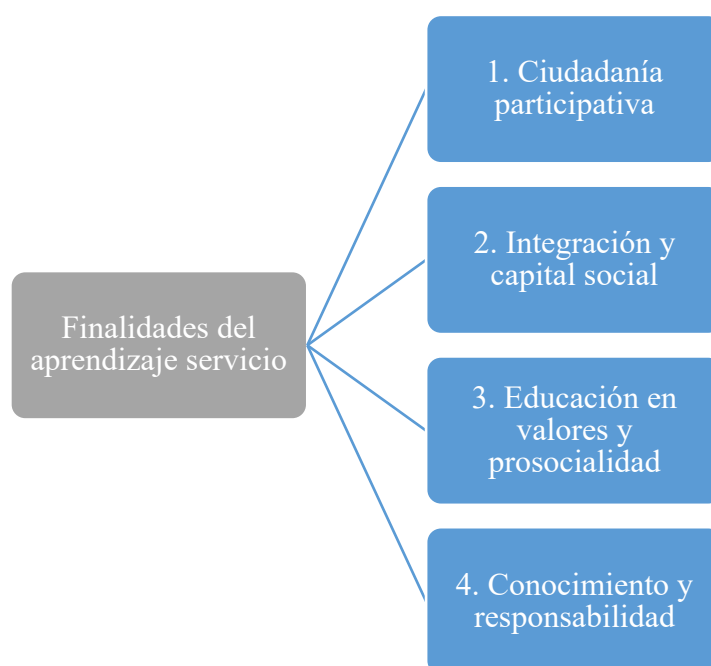 Finalidades del
aprendizaje servicio
1. Ciudadanía
participativa
2. Integración y
capital social
3. Educación en
valores y
prosocialidad
4. Conocimiento y
responsabilidad